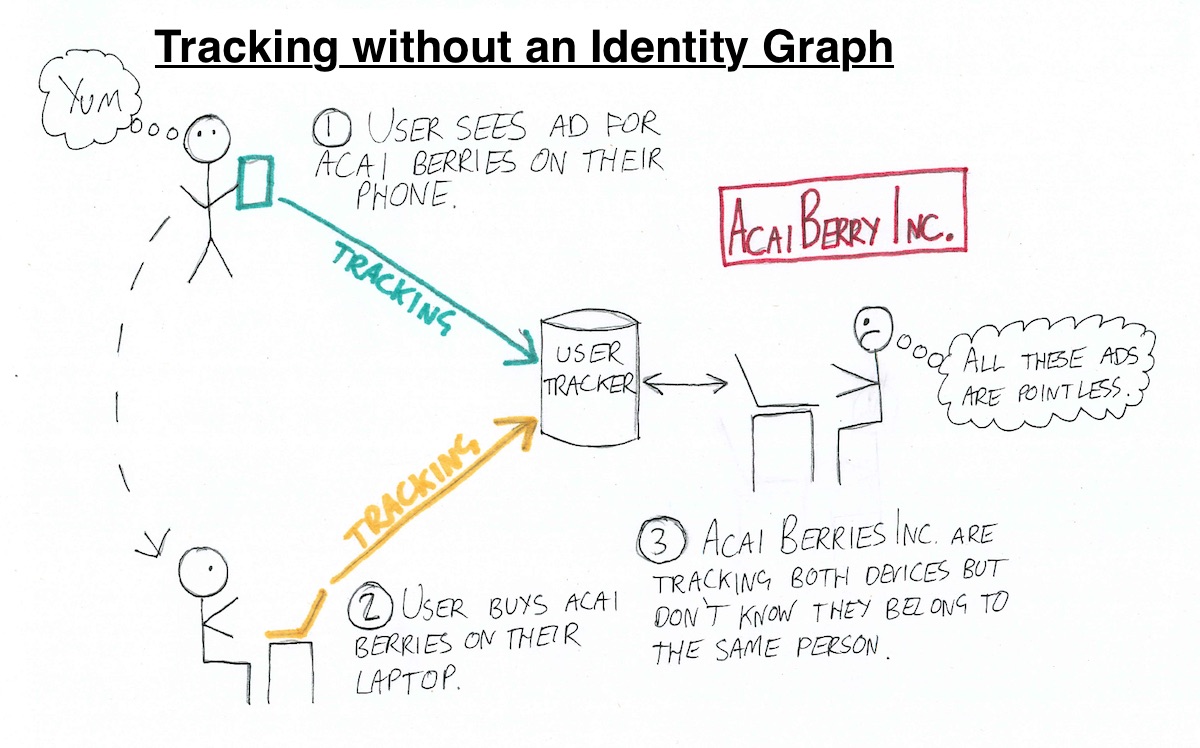 Tracking without an Identity Graph
YUM
1 USER SEES AD FOR
ACAI BERRIES ON THEIR
PHONE.
TRACKING
ACAI BERRY INC.
USER
TRACKER
ALL THESE ADS
ARE POINTLESS.
TRACKING
2 USER BUYS ACAI
BERRIES ON THEIR
LAPTOP.
3 ACAI BERRIES INC. ARE
TRACKING BOTH DEVICES BUT
DON'T KNOW THEY BELONG TO
THE SAME PERSON.